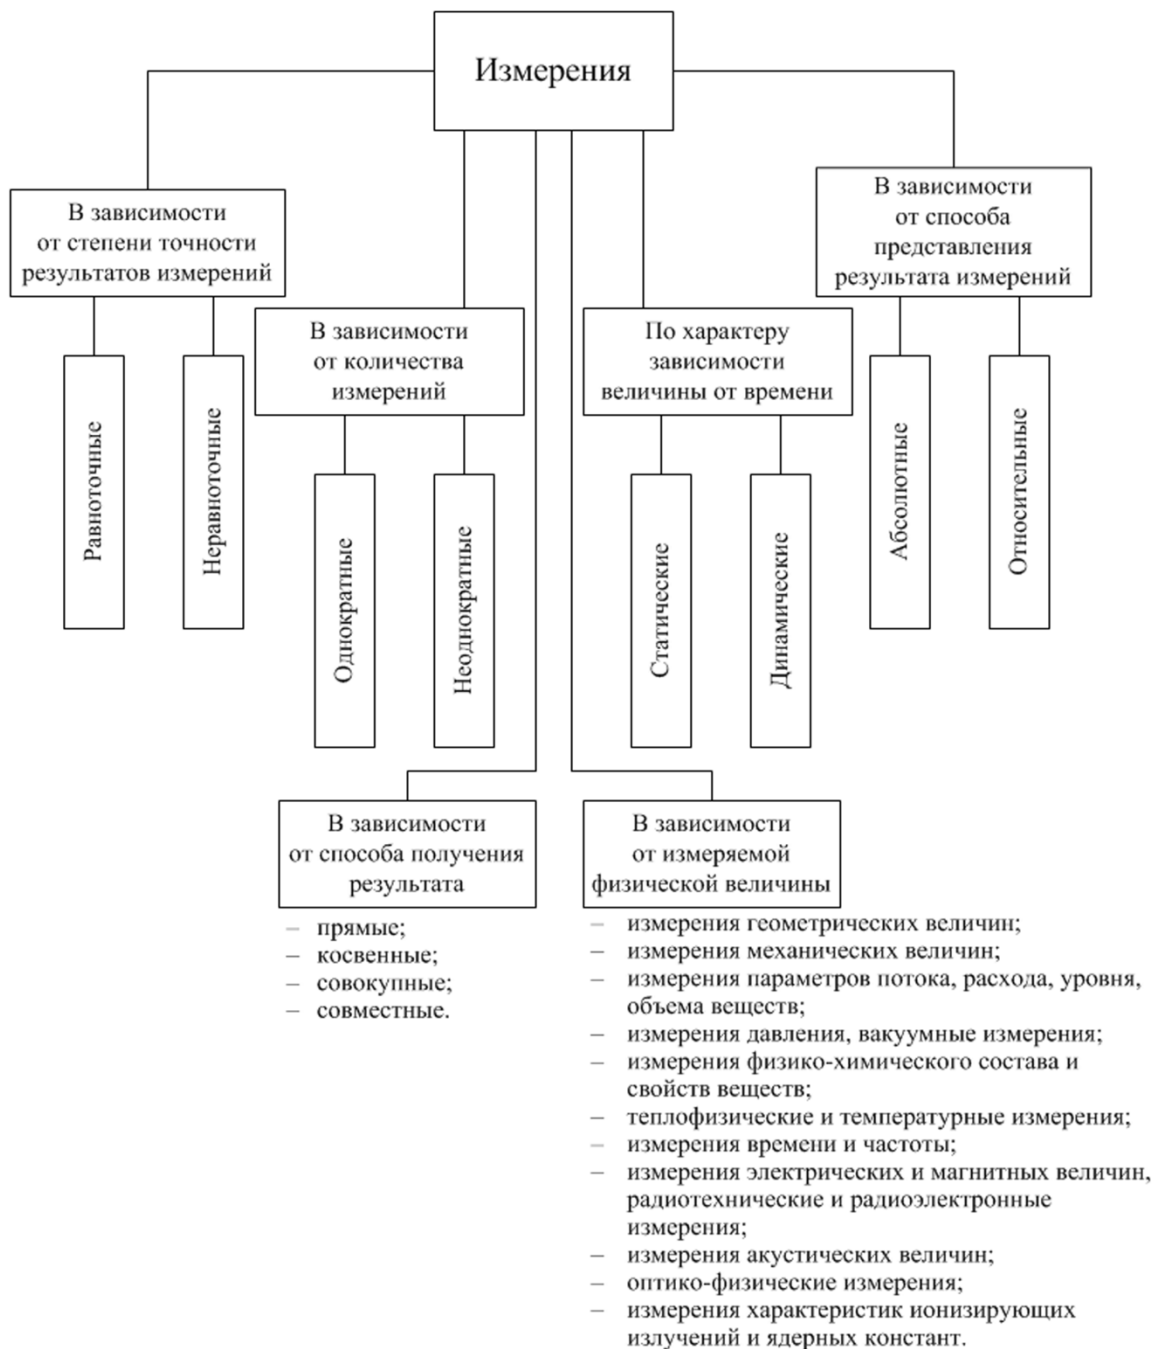 Измерения
В зависимости
от степени точности
результатов измерений
Равноточные
Неравноточные
В зависимости
от количества
измерений
Однократные
Неоднократные
По характеру
зависимости
величины от времени
Статические
Динамические
В зависимости
от способа
представления
результата измерений
Абсолютные
Относительные
В зависимости
от способа получения
результата
– прямые;
– косвенные;
– совокупные;
– совместные.
В зависимости
от измеряемой
физической величины
– измерения геометрических величин;
– измерения механических величин;
– измерения параметров потока, расхода, уровня,
объема веществ;
– измерения давления, вакуумные измерения;
– измерения физико-химического состава и
свойств веществ;
– теплофизические и температурные измерения;
– измерения времени и частоты;
– измерения электрических и магнитных величин,
радиотехнические и радиоэлектронные
измерения;
– измерения акустических величин;
– оптико-физические измерения;
– измерения характеристик ионизирующих
излучений и ядерных констант.